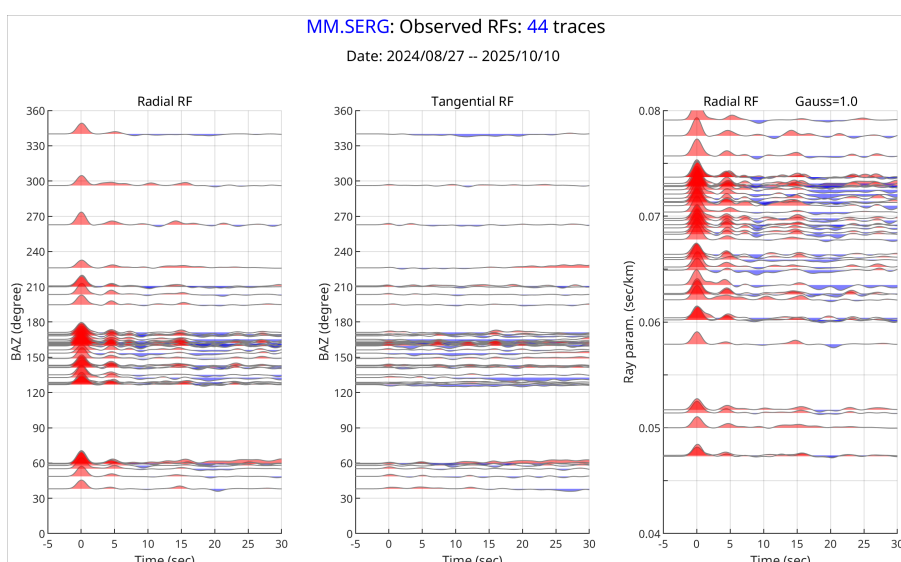 MM.SERG: Observed RFs: 44 traces
Date: 2024/08/27 -- 2025/10/10
Radial RF
BAZ (degree)
360
330
300
270
240
210
180
150
120
90
60
30
0
-5 0 5 10 15 20 25 30
Time (sec)
Tangential RF
BAZ (degree)
360
330
300
270
240
210
180
150
120
90
60
30
0
-5 0 5 10 15 20 25 30
Time (sec)
Radial RF Gauss=1.0
Ray param. (sec/km)
0.08
0.07
0.06
0.05
0.04
-5 0 5 10 15 20 25 30
Time (sec)